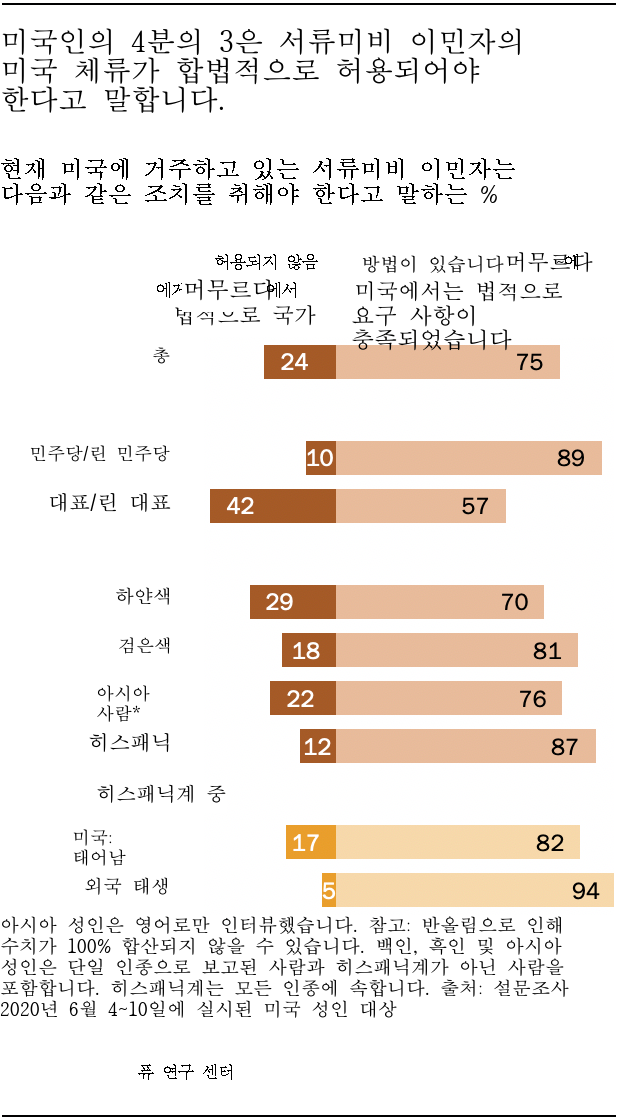 미국인의 4분의 3은 서류미비 이민자의
미국 체류가 합법적으로 허용되어야
한다고 말합니다.
현재 미국에 거주하고 있는 서류미비 이민자는
다음과 같은 조치를 취해야 한다고 말하는 %
허용되지 않음
머무르다에서
법적으로 국가
방법이 있습니다머무르다
미국에서는 법적으로
요구 사항이
충족되었습니다
총 24 75
민주당/린 민주당 10 89
대표/린 대표 42 57
하얀색 29 70
검은색 18 81
아시아
사람* 22 76
히스패닉 12 87
히스패닉계 중
미국:
태어남 17 82
외국 태생 5 94
아시아 성인은 영어로만 인터뷰했습니다. 참고: 반올림으로 인해
수치가 100% 합산되지 않을 수 있습니다. 백인, 흑인 및 아시아
성인은 단일 인종으로 보고된 사람과 히스패닉계가 아닌 사람을
포함합니다. 히스패닉계는 모든 인종에 속합니다. 출처: 설문조사
2020년 6월 4~10일에 실시된 미국 성인 대상
퓨 연구 센터